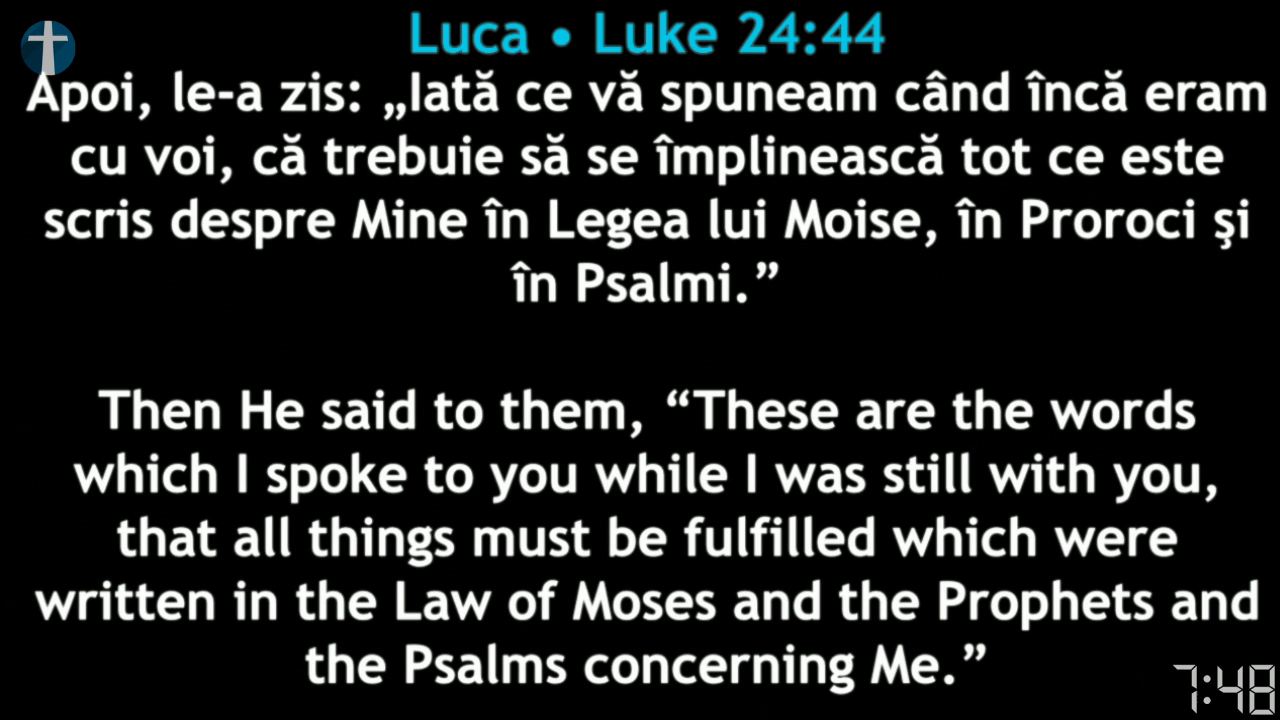 Luca • Luke 24:44
Apoi, le-a zis: „Iată ce vă spuneam când încă eram
cu voi, că trebuie să se împlinească tot ce este
scris despre Mine în Legea lui Moise, în Proroci şi
în Psalmi.”
Then He said to them, “These are the words
which I spoke to you while I was still with you,
that all things must be fulfilled which were
written in the Law of Moses and the Prophets and
the Psalms concerning Me.”
7:48